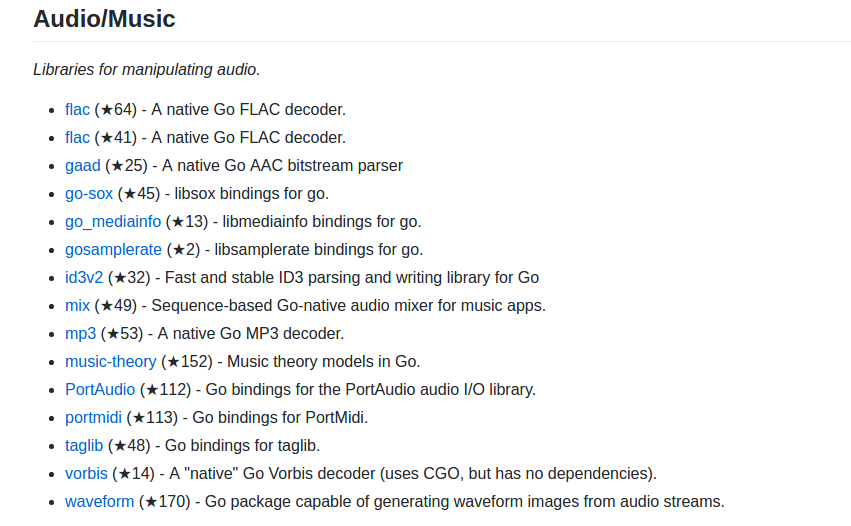 Audio/Music
Libraries for manipulating audio.
• flac (★64) - A native Go FLAC decoder.
• flac (★41) - A native Go FLAC decoder.
• gaad (★25) - A native Go AAC bitstream parser
• go-sox (★45) - libsox bindings for go.
• go_mediainfo (★13) - libmediainfo bindings for go.
• gosamplerate (★2) - libsamplerate bindings for go.
• id3v2 (★32) - Fast and stable ID3 parsing and writing library for Go
• mix (★49) - Sequence-based Go-native audio mixer for music apps.
• mp3 (★53) - A native Go MP3 decoder.
• music-theory (★152) - Music theory models in Go.
• PortAudio (★112) - Go bindings for the PortAudio audio I/O library.
• portmidi (★113) - Go bindings for PortMidi.
• taglib (★48) - Go bindings for taglib.
• vorbis (★14) - A "native" Go Vorbis decoder (uses CGO, but has no dependencies).
• waveform (★170) - Go package capable of generating waveform images from audio streams.